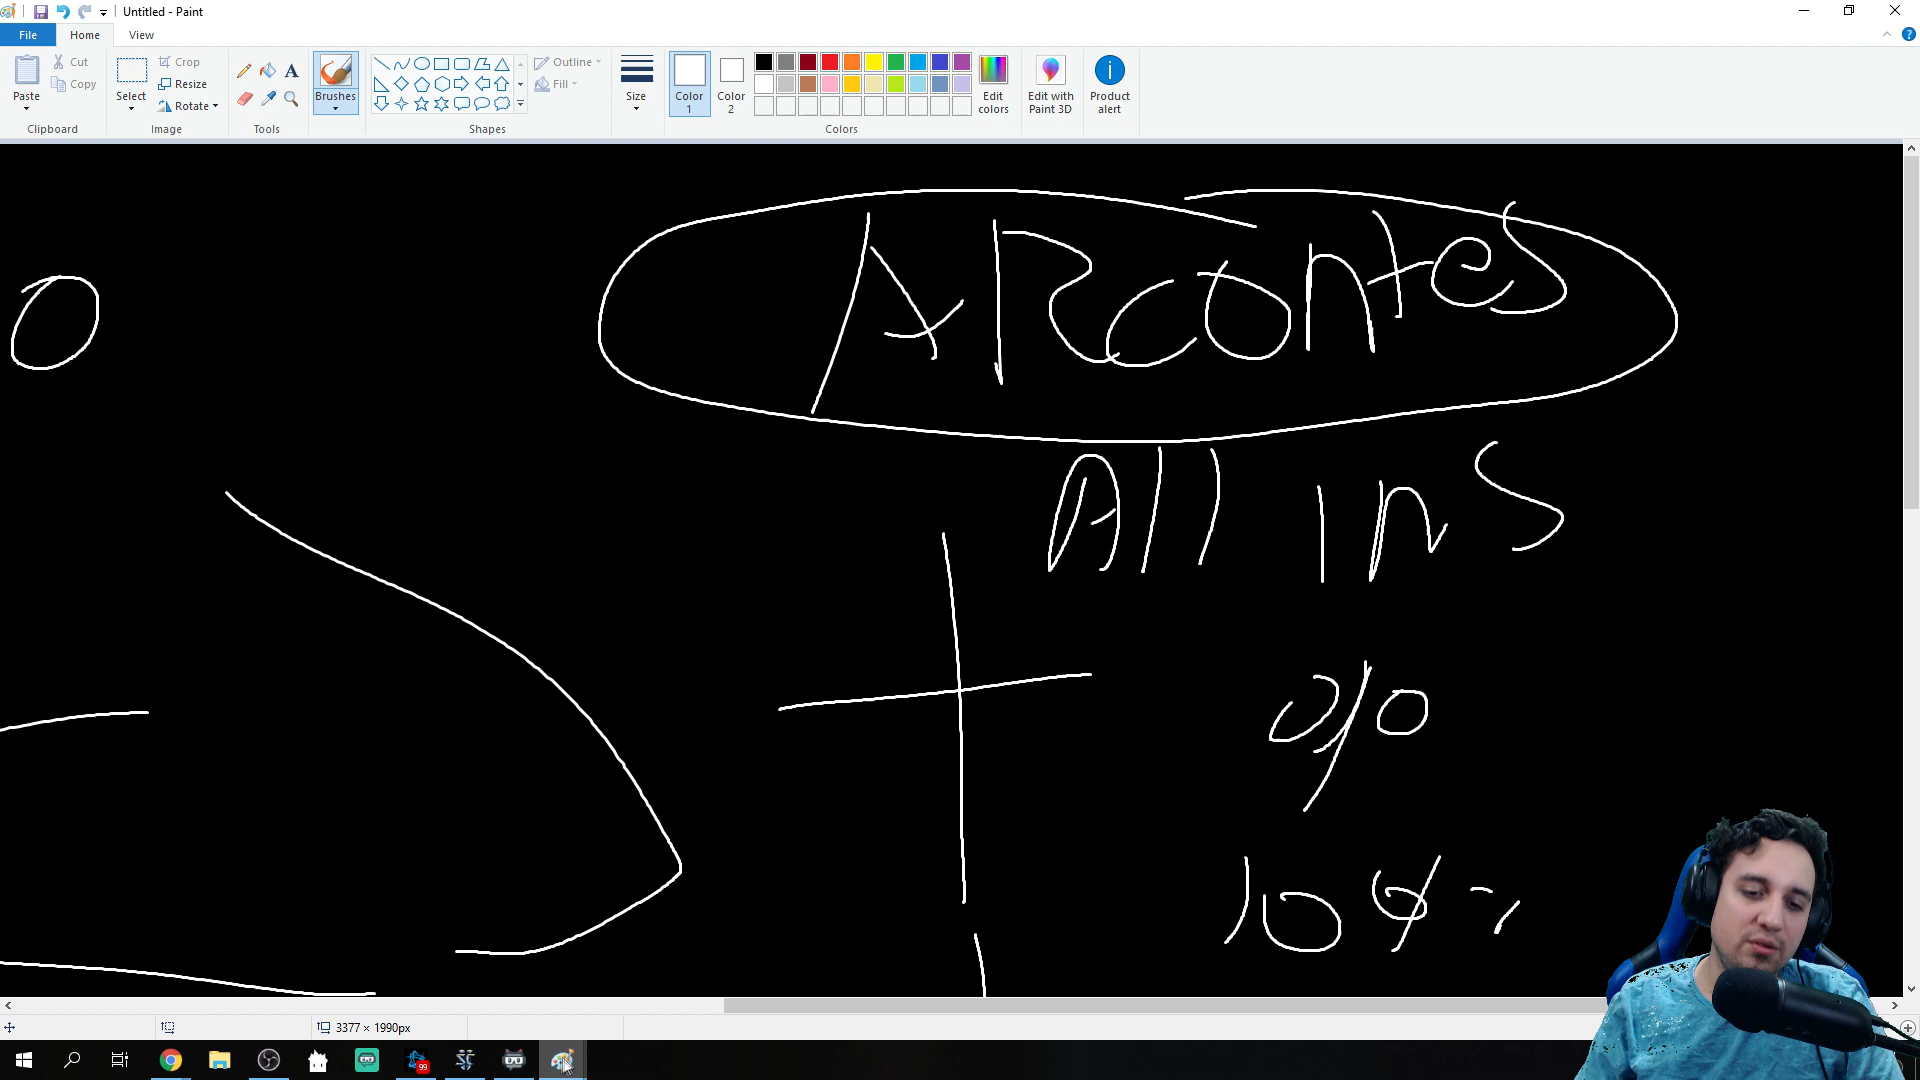 Untitled - Paint
File Home View
Paste
Cut
Copy
Clipboard
Select
Crop
Resize
Rotate
Image
Tools
Brushes
Outline
Fill
Shapes
Size
Color 1
Color 2
Edit colors
Colors
Edit with Paint 3D
Product alert
O
ARcontes
All Ins
%
100
3377 × 1990px
99